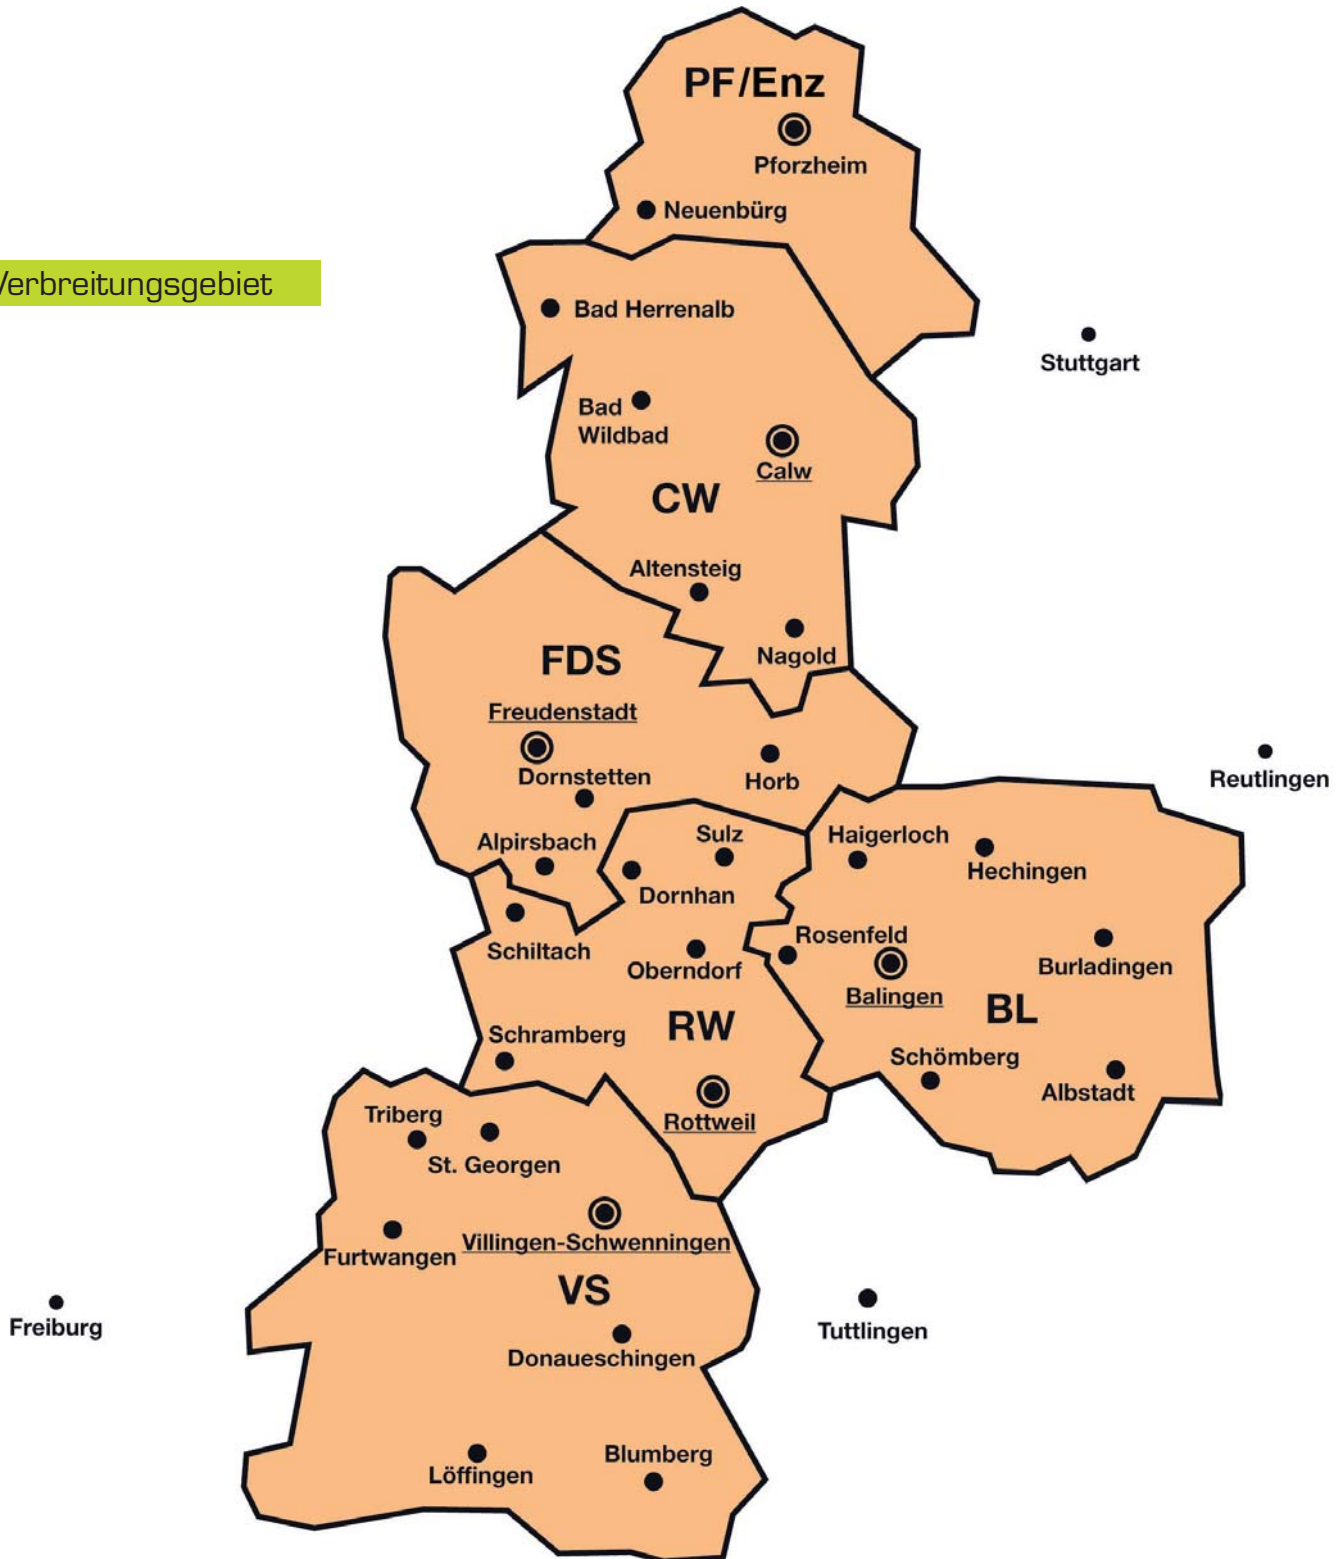 PF/Enz
Pforzheim
Neuenbürg
Verbreitungsgebiet
Bad Herrenalb
Stuttgart
Bad
Wildbad
Calw
CW
Altensteig
Nagold
FDS
Freudenstadt
Dornstetten
Horb
Reutlingen
Alpirsbach
Sulz
Haigerloch
Hechingen
Dornhan
Schiltach
Oberndorf
Rosenfeld
Burladingen
Balingen
BL
RW
Schramberg
Schömberg
Albstadt
Rottweil
Triberg
St. Georgen
Villingen-Schwenningen
Furtwangen
VS
Freiburg
Tuttlingen
Donaueschingen
Blumberg
Löffingen